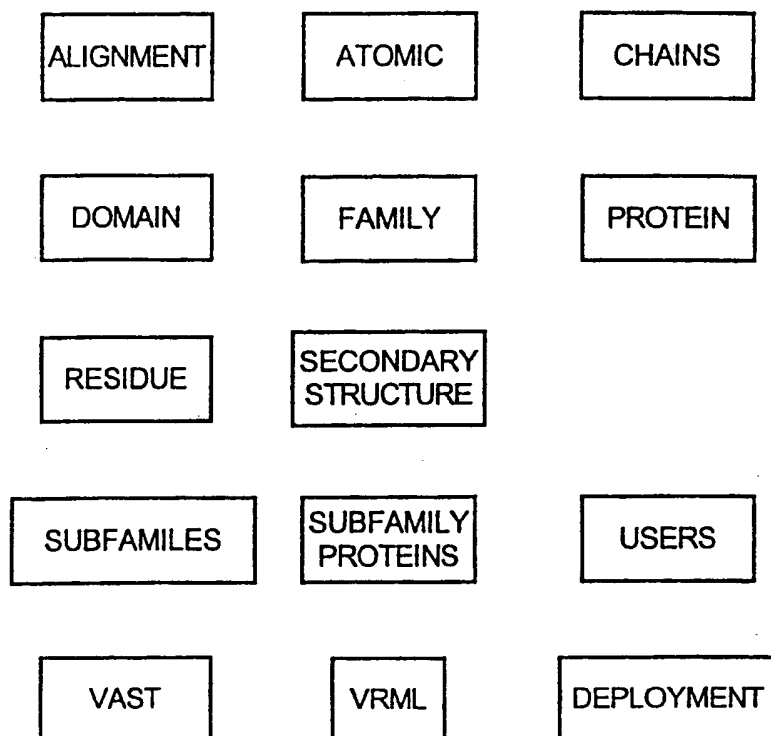 ALIGNMENT
ATOMIC
CHAINS
DOMAIN
FAMILY
PROTEIN
RESIDUE
SECONDARY
STRUCTURE
SUBFAMILES
SUBFAMILY
PROTEINS
USERS
VAST
VRML
DEPLOYMENT